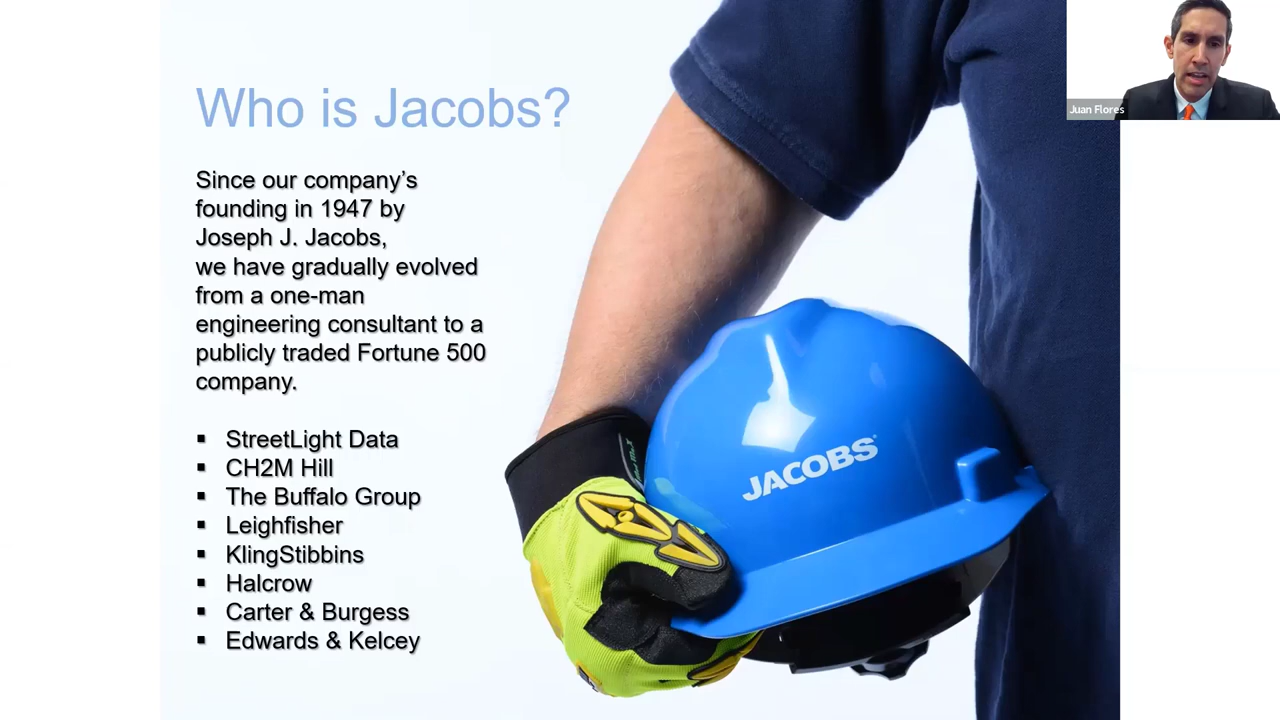 Who is Jacobs?
Since our company's
founding in 1947 by
Joseph J. Jacobs,
we have gradually evolved
from a one-man
engineering consultant to a
publicly traded Fortune 500
company.
▪ StreetLight Data
▪ CH2M Hill
▪ The Buffalo Group
▪ Leighfisher
▪ KlingStibbins
▪ Halcrow
▪ Carter & Burgess
▪ Edwards & Kelcey
JACOBS
Juan Flores